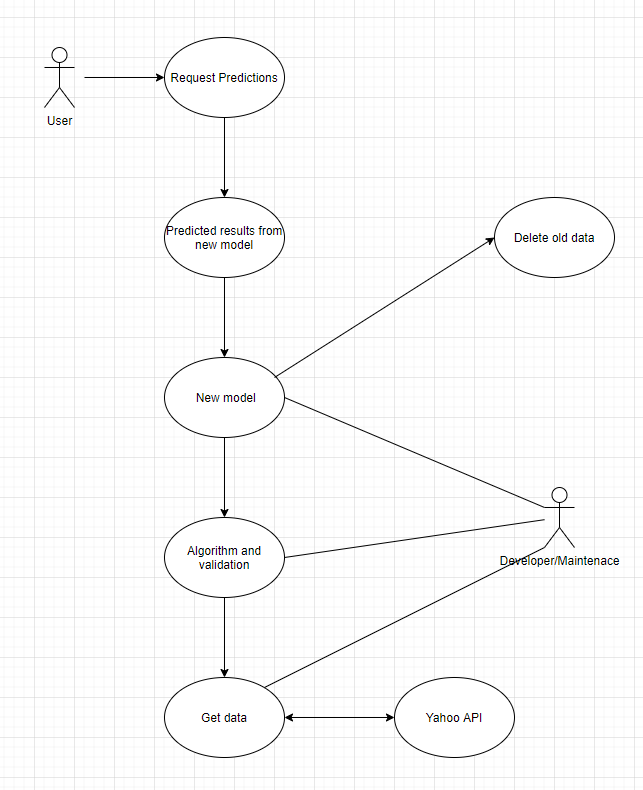 Request Predictions
User
Predicted results from
new model
Delete old data
New model
Algorithm and
validation
Developer/Maintenace
Get data
Yahoo API